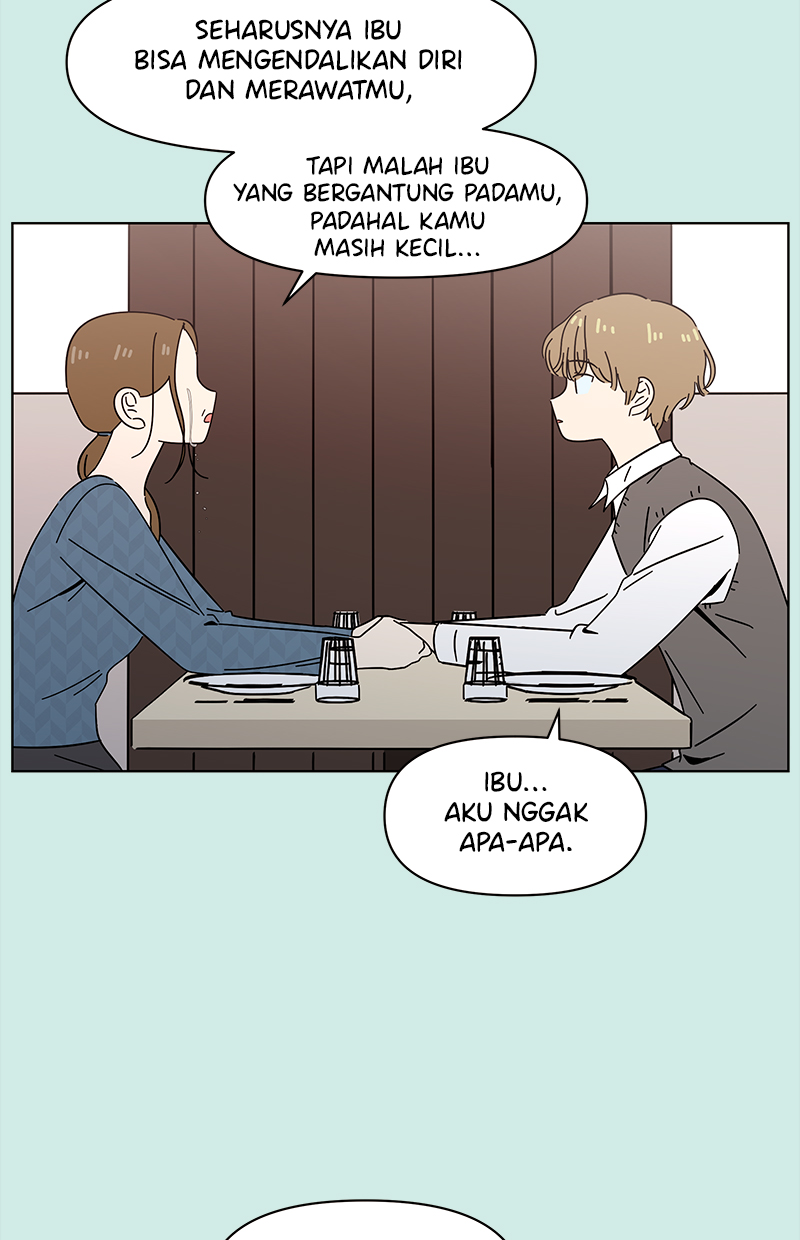 SEHARUSNYA IBU
BISA MENGENDALIKAN DIRI
DAN MERAWATMU,
TAPI MALAH IBU
YANG BERGANTUNG PADAMU,
PADAHAL KAMU
MASIH KECIL...
IBU...
AKU NGGAK
APA-APA.